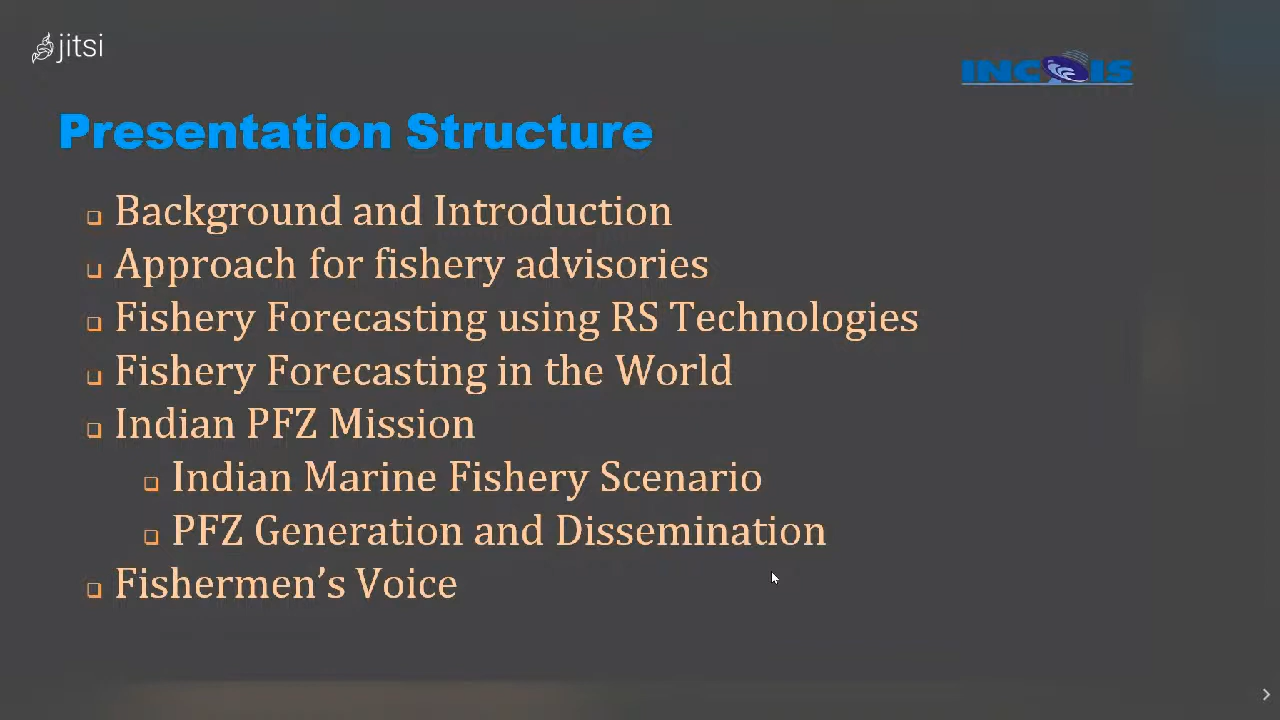 jitsi
INCOIS
Presentation Structure
Background and Introduction
Approach for fishery advisories
Fishery Forecasting using RS Technologies
Fishery Forecasting in the World
Indian PFZ Mission
Indian Marine Fishery Scenario
PFZ Generation and Dissemination
Fishermen’s Voice